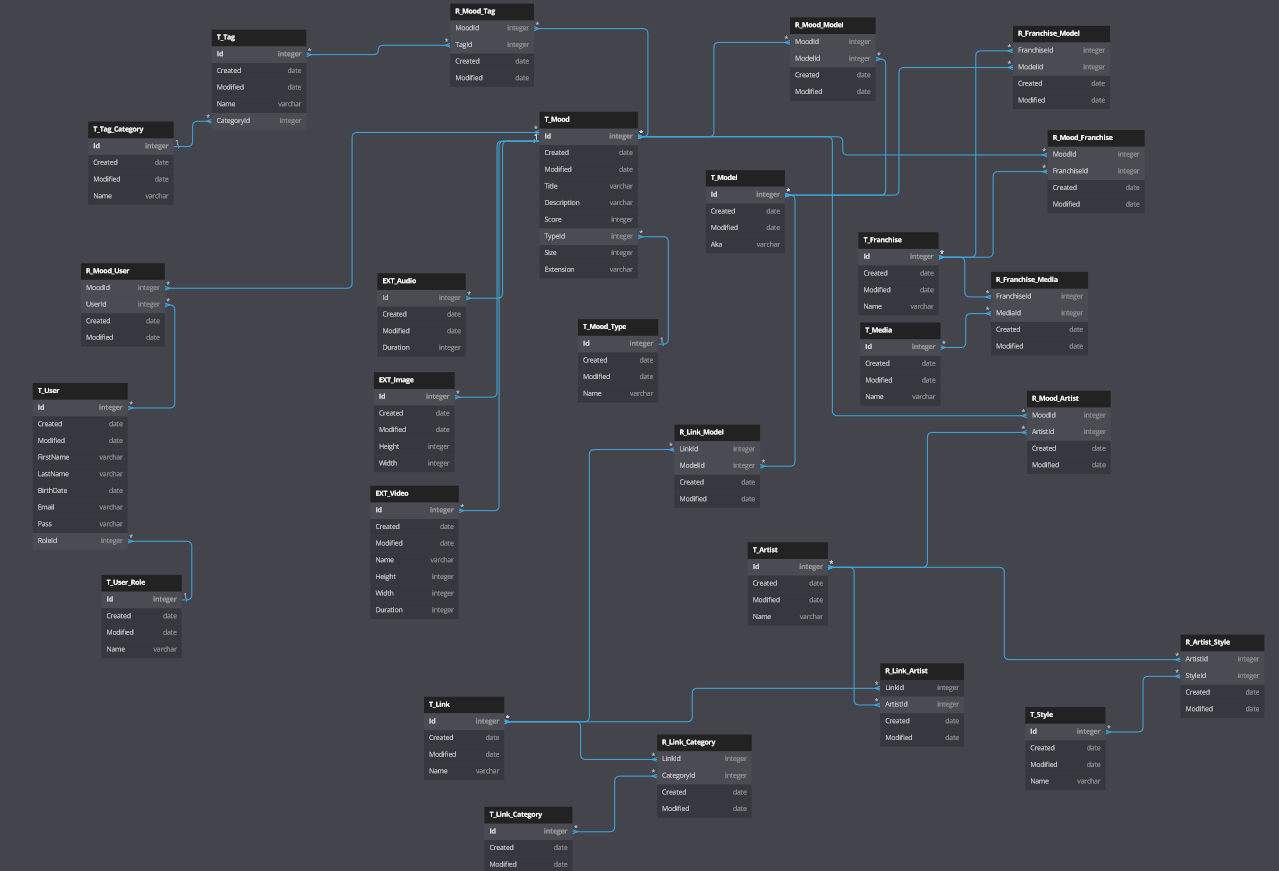 R_Mood_Tag
MoodId integer
TagId integer
Created date
Modified date
T_Tag
Id integer
Created date
Modified date
Name varchar
CategoryId integer
T_Tag_Category
Id integer
Created date
Modified date
Name varchar
R_Mood_Model
MoodId integer
ModelId integer
Created date
Modified date
R_Franchise_Model
FranchiseId integer
ModelId integer
Created date
Modified date
T_Mood
Id integer
Created date
Modified date
Title varchar
Description varchar
Score integer
TypeId integer
Size integer
Extension varchar
R_Mood_Franchise
MoodId integer
FranchiseId integer
Created date
Modified date
T_Model
Id integer
Created date
Modified date
Aka varchar
T_Franchise
Id integer
Created date
Modified date
Name varchar
R_Franchise_Media
FranchiseId integer
MediaId integer
Created date
Modified date
T_Media
Id integer
Created date
Modified date
Name varchar
R_Mood_User
MoodId integer
UserId integer
Created date
Modified date
EXT_Audio
Id integer
Created date
Modified date
Duration integer
T_Mood_Type
Id integer
Created date
Modified date
Name varchar
EXT_Image
Id integer
Created date
Modified date
Height integer
Width integer
T_User
Id integer
Created date
Modified date
FirstName varchar
LastName varchar
BirthDate date
Email varchar
Pass varchar
RoleId integer
R_Mood_Artist
MoodId integer
ArtistId integer
Created date
Modified date
R_Link_Model
LinkId integer
ModelId integer
Created date
Modified date
EXT_Video
Id integer
Created date
Modified date
Name varchar
Height integer
Width integer
Duration integer
T_User_Role
Id integer
Created date
Modified date
Name varchar
T_Artist
Id integer
Created date
Modified date
Name varchar
R_Artist_Style
ArtistId integer
StyleId integer
Created date
Modified date
R_Link_Artist
LinkId integer
ArtistId integer
Created date
Modified date
T_Style
Id integer
Created date
Modified date
Name varchar
T_Link
Id integer
Created date
Modified date
Name varchar
R_Link_Category
LinkId integer
CategoryId integer
Created date
Modified date
T_Link_Category
Id integer
Created date
Modified date